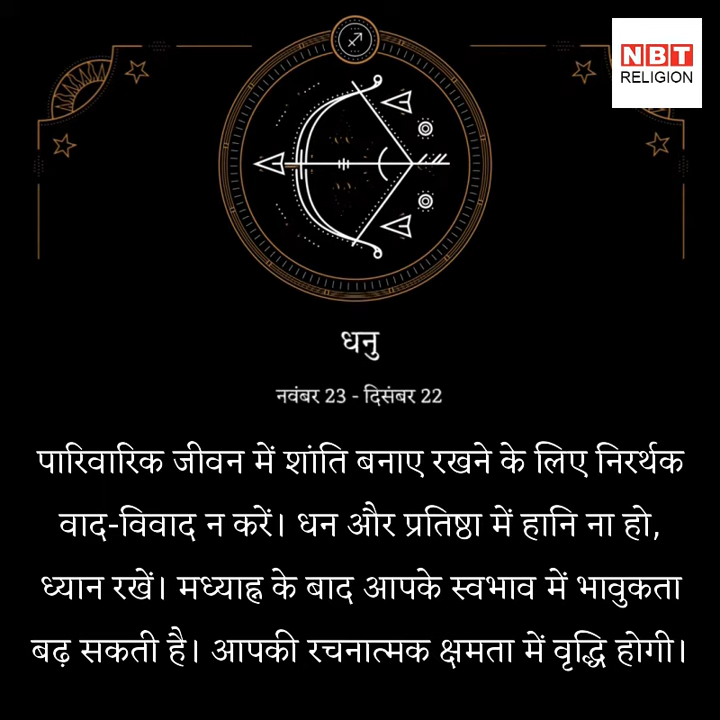 NBT
RELIGION
धनु
नवंबर 23 - दिसंबर 22
पारिवारिक जीवन में शांति बनाए रखने के लिए निरर्थक
वाद-विवाद न करें। धन और प्रतिष्ठा में हानि ना हो,
ध्यान रखें। मध्याह्न के बाद आपके स्वभाव में भावुकता
बढ़ सकती है। आपकी रचनात्मक क्षमता में वृद्धि होगी।